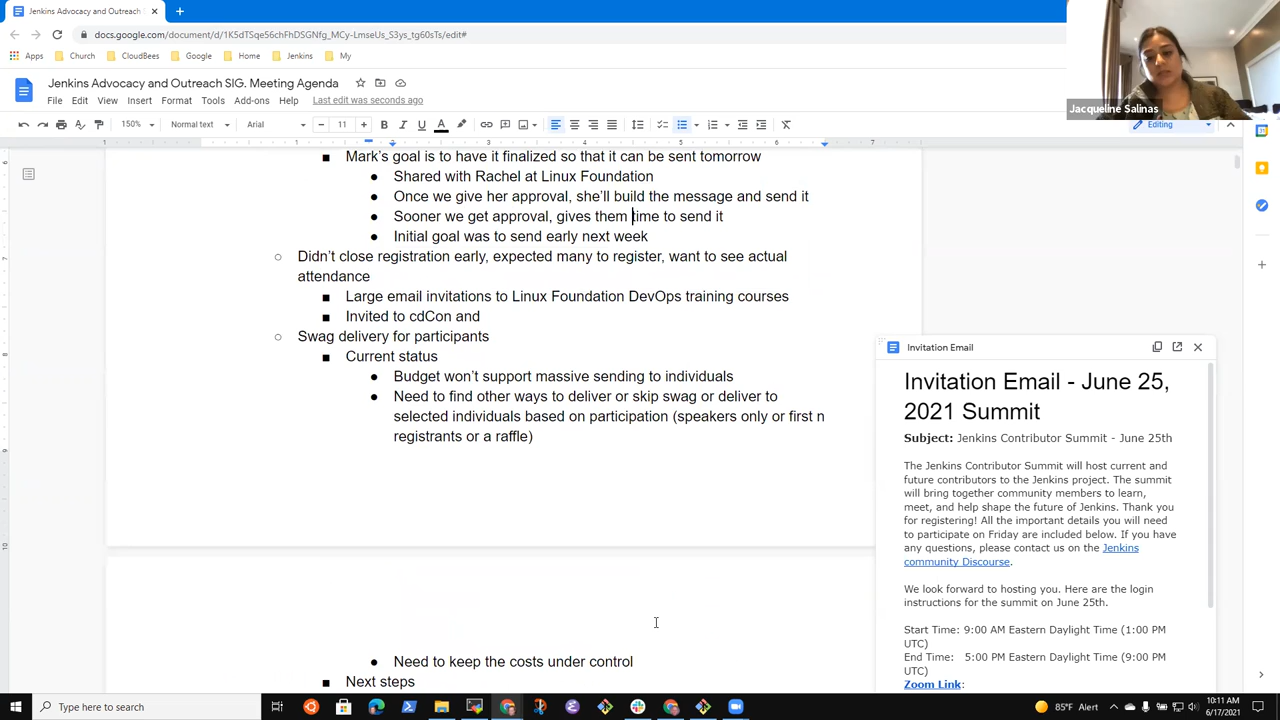 Jenkins Advocacy and Outreach
docs.google.com/document/d/1K5dTSqe56chFhDSGNfg_MCy-LmseUs_S3ys_tg60sTs/edit#
Apps Church CloudBees Google Home Jenkins My
Jacqueline Salinas
Jenkins Advocacy and Outreach SIG. Meeting Agenda
File Edit View Insert Format Tools Add-ons Help Last edit was seconds ago
150% Normal text Arial 11 Editing
■ Mark's goal is to have it finalized so that it can be sent tomorrow
● Shared with Rachel at Linux Foundation
● Once we give her approval, she'll build the message and send it
● Sooner we get approval, gives them time to send it
● Initial goal was to send early next week
○ Didn't close registration early, expected many to register, want to see actual
attendance
■ Large email invitations to Linux Foundation DevOps training courses
■ Invited to cdCon and
○ Swag delivery for participants
■ Current status
● Budget won't support massive sending to individuals
● Need to find other ways to deliver or skip swag or deliver to
selected individuals based on participation (speakers only or first n
registrants or a raffle)
● Need to keep the costs under control
■ Next steps
Invitation Email
Invitation Email - June 25,
2021 Summit
Subject: Jenkins Contributor Summit - June 25th
The Jenkins Contributor Summit will host current and
future contributors to the Jenkins project. The summit
will bring together community members to learn,
meet, and help shape the future of Jenkins. Thank you
for registering! All the important details you will need
to participate on Friday are included below. If you have
any questions, please contact us on the Jenkins
community Discourse.
We look forward to hosting you. Here are the login
instructions for the summit on June 25th.
Start Time: 9:00 AM Eastern Daylight Time (1:00 PM
UTC)
End Time: 5:00 PM Eastern Daylight Time (9:00 PM
UTC)
Zoom Link:
Type here to search
85°F Alert
10:11 AM
6/17/2021